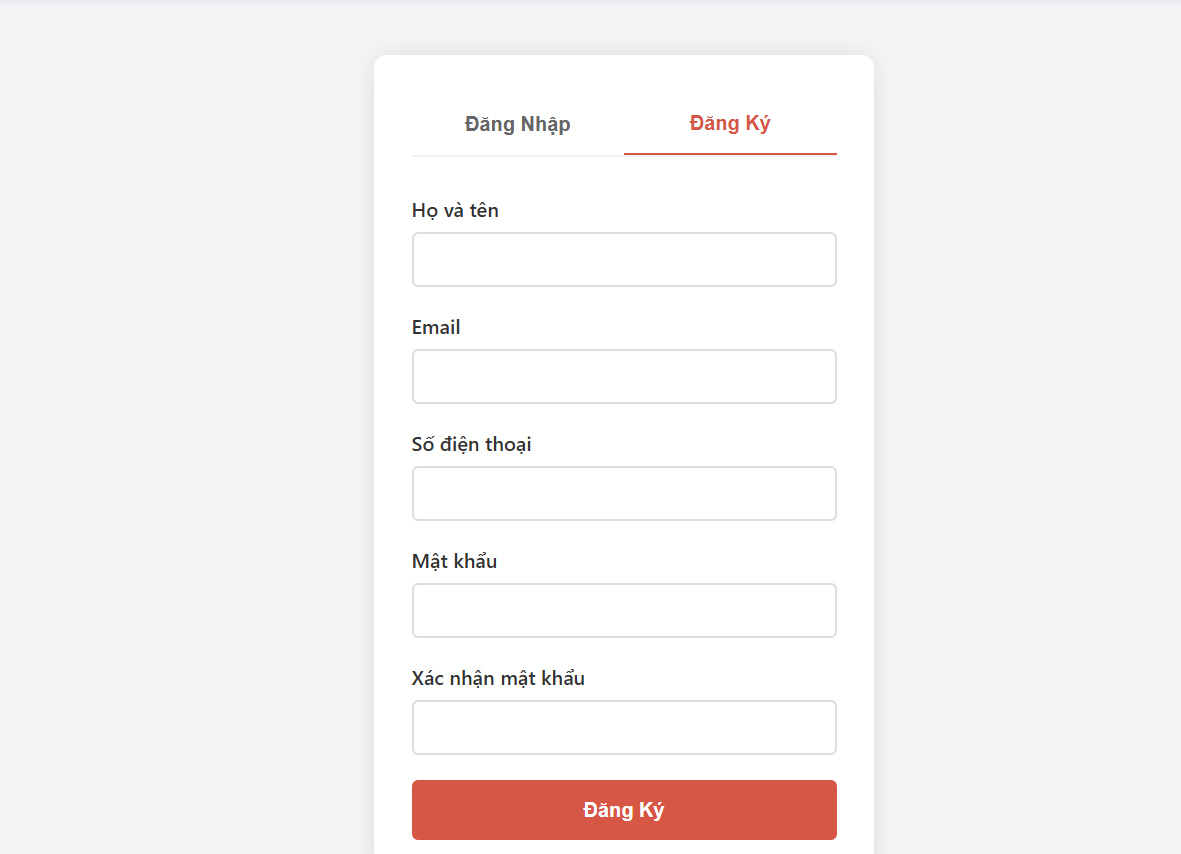 Đăng Nhập
Đăng Ký
Họ và tên
Email
Số điện thoại
Mật khẩu
Xác nhận mật khẩu
Đăng Ký